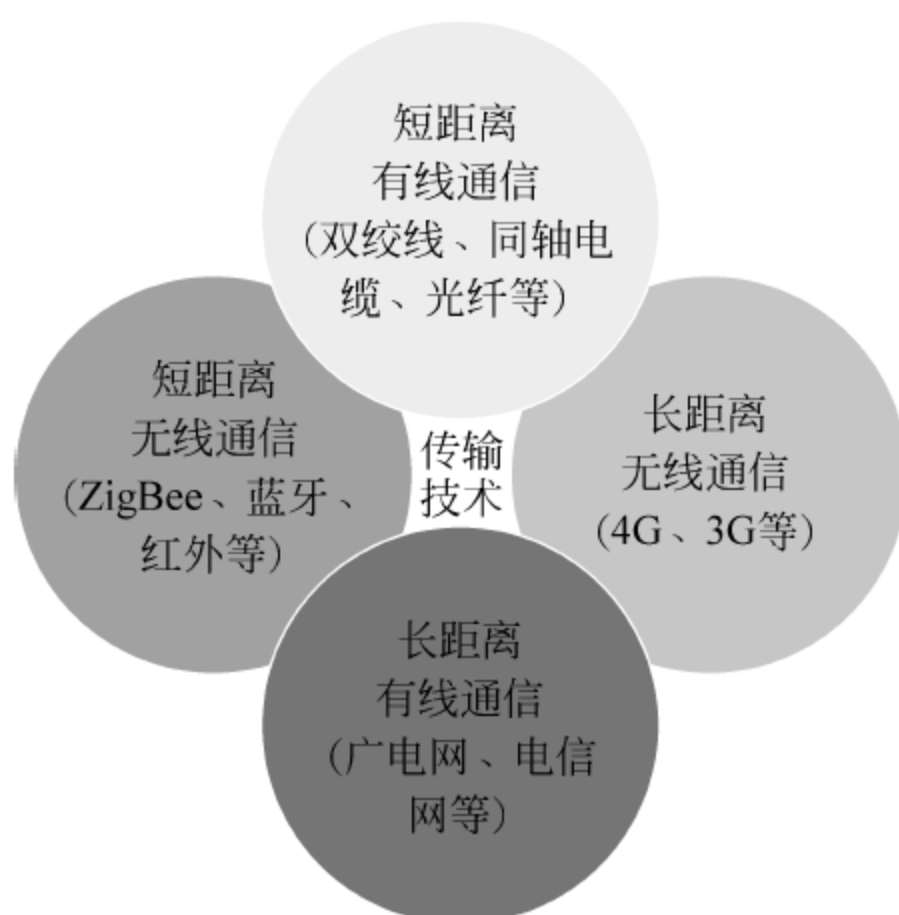 短距离
有线通信
（双绞线、同轴电
缆、光纤等）
短距离
无线通信
（ZigBee、蓝牙、
红外等）
传输
技术
长距离
无线通信
（4G、3G等）
长距离
有线通信
（广电网、电信
网等）